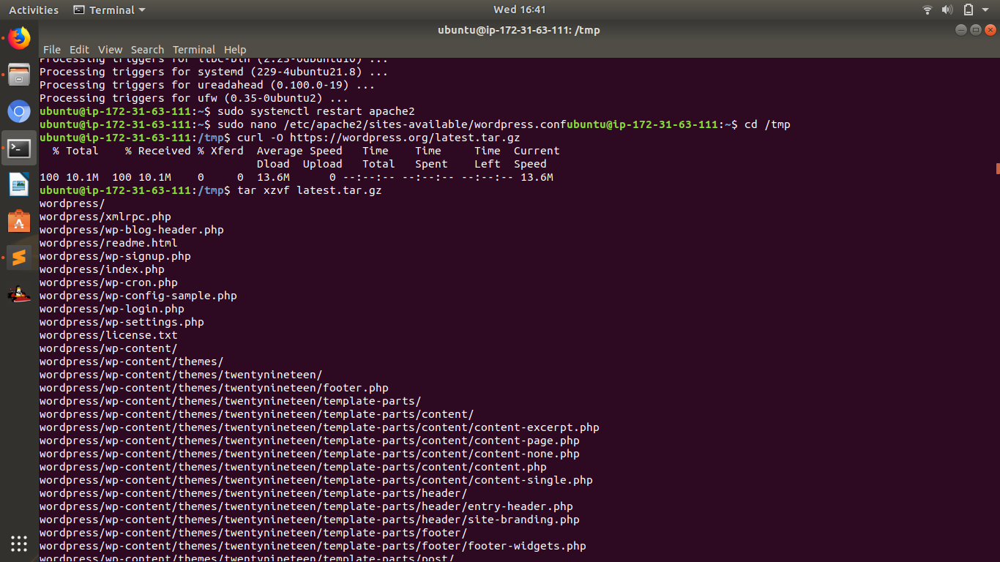 Activities Terminal Wed 16:41
ubuntu@ip-172-31-63-111: /tmp
File Edit View Search Terminal Help
Processing triggers for libc-bin (2.23-0ubuntu10) ...
Processing triggers for systemd (229-4ubuntu21.8) ...
Processing triggers for ureadahead (0.100.0-19) ...
Processing triggers for ufw (0.35-0ubuntu2) ...
ubuntu@ip-172-31-63-111:~$ sudo systemctl restart apache2
ubuntu@ip-172-31-63-111:~$ sudo nano /etc/apache2/sites-available/wordpress.confubuntu@ip-172-31-63-111:~$ cd /tmp
ubuntu@ip-172-31-63-111:/tmp$ curl -O https://wordpress.org/latest.tar.gz
  % Total    % Received % Xferd  Average Speed   Time    Time     Time  Current
                                 Dload  Upload   Total   Spent    Left  Speed
100 10.1M  100 10.1M    0     0  13.6M      0 --:--:-- --:--:-- --:--:-- 13.6M
ubuntu@ip-172-31-63-111:/tmp$ tar xzvf latest.tar.gz
wordpress/
wordpress/xmlrpc.php
wordpress/wp-blog-header.php
wordpress/readme.html
wordpress/wp-signup.php
wordpress/index.php
wordpress/wp-cron.php
wordpress/wp-config-sample.php
wordpress/wp-login.php
wordpress/wp-settings.php
wordpress/license.txt
wordpress/wp-content/
wordpress/wp-content/themes/
wordpress/wp-content/themes/twentynineteen/
wordpress/wp-content/themes/twentynineteen/footer.php
wordpress/wp-content/themes/twentynineteen/template-parts/
wordpress/wp-content/themes/twentynineteen/template-parts/content/
wordpress/wp-content/themes/twentynineteen/template-parts/content/content-excerpt.php
wordpress/wp-content/themes/twentynineteen/template-parts/content/content-page.php
wordpress/wp-content/themes/twentynineteen/template-parts/content/content-none.php
wordpress/wp-content/themes/twentynineteen/template-parts/content/content.php
wordpress/wp-content/themes/twentynineteen/template-parts/content/content-single.php
wordpress/wp-content/themes/twentynineteen/template-parts/header/
wordpress/wp-content/themes/twentynineteen/template-parts/header/entry-header.php
wordpress/wp-content/themes/twentynineteen/template-parts/header/site-branding.php
wordpress/wp-content/themes/twentynineteen/template-parts/footer/
wordpress/wp-content/themes/twentynineteen/template-parts/footer/footer-widgets.php
wordpress/wp-content/themes/twentynineteen/template-parts/post/